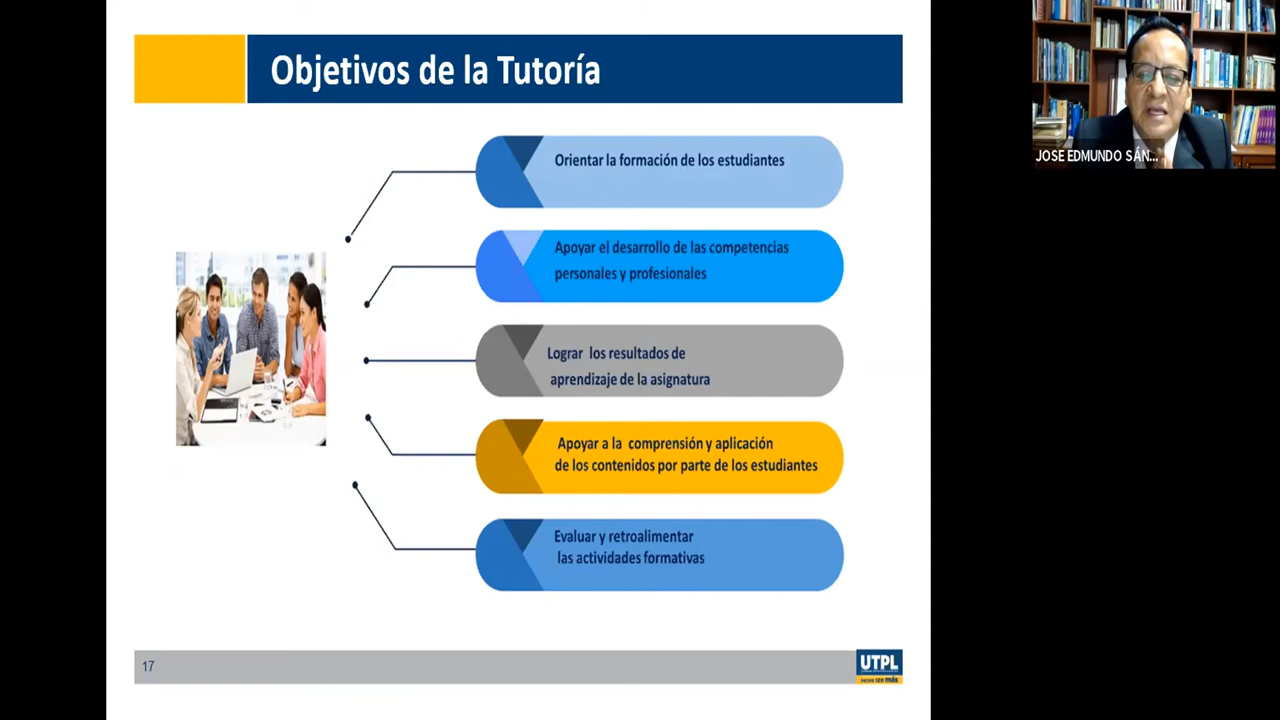 Objetivos de la Tutoría
Orientar la formación de los estudiantes
Apoyar el desarrollo de las competencias
personales y profesionales
Lograr los resultados de
aprendizaje de la asignatura
Apoyar a la comprensión y aplicación
de los contenidos por parte de los estudiantes
Evaluar y retroalimentar
las actividades formativas
17
UTPL
JOSE EDMUNDO SÁN...